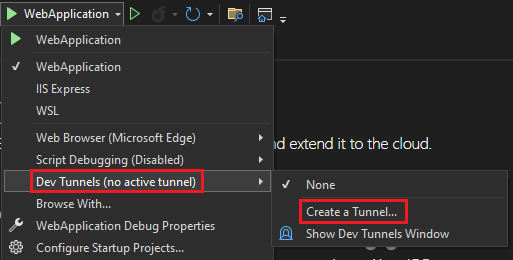 WebApplication
WebApplication
WebApplication
IIS Express
WSL
Web Browser (Microsoft Edge)
nd extend it to the cloud.
Script Debugging (Disabled)
Dev Tunnels (no active tunnel)
None
Browse With...
Create a Tunnel...
WebApplication Debug Properties
Show Dev Tunnels Window
Configure Startup Projects...